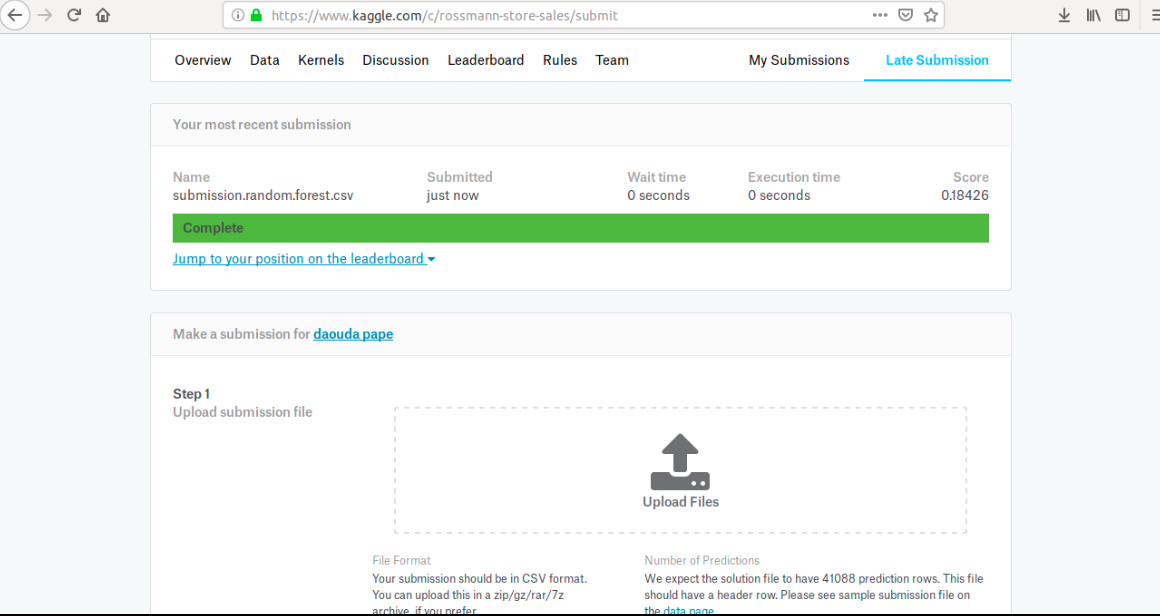 https://www.kaggle.com/c/rossmann-store-sales/submit
Overview Data Kernels Discussion Leaderboard Rules Team My Submissions Late Submission
Your most recent submission
Name Submitted Wait time Execution time Score
submission.random.forest.csv just now 0 seconds 0 seconds 0.18426
Complete
Jump to your position on the leaderboard
Make a submission for daouda pape
Step 1
Upload submission file
Upload Files
File Format
Your submission should be in CSV format.
You can upload this in a zip/gz/rar/7z
archive, if you prefer
Number of Predictions
We expect the solution file to have 41088 prediction rows. This file
should have a header row. Please see sample submission file on
the data page